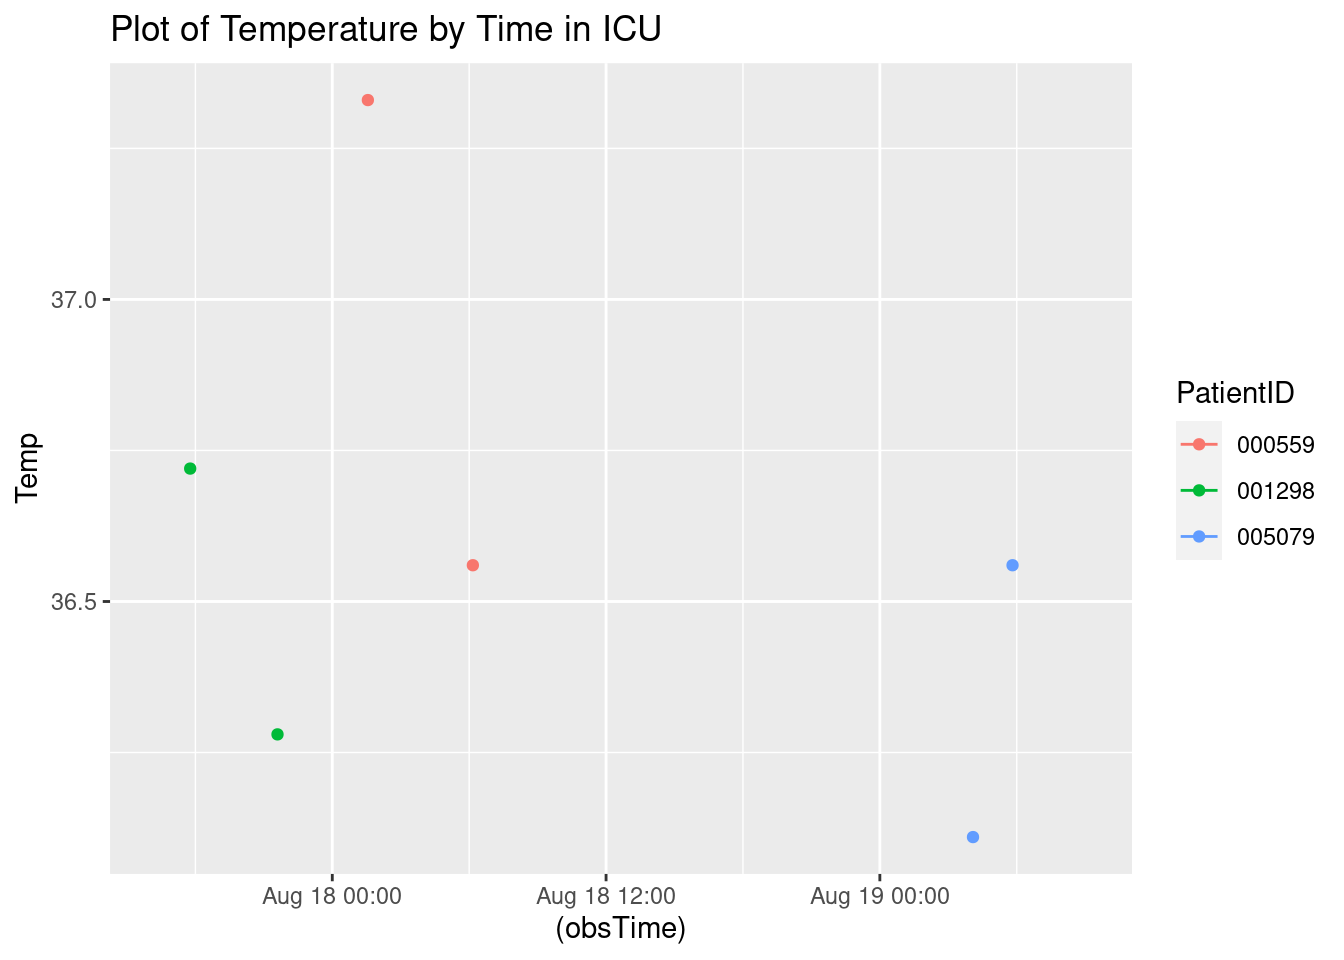 Plot of Temperature by Time in ICU
37.0
36.5
Temp
Aug 18 00:00
Aug 18 12:00
Aug 19 00:00
(obsTime)
PatientID
000559
001298
005079